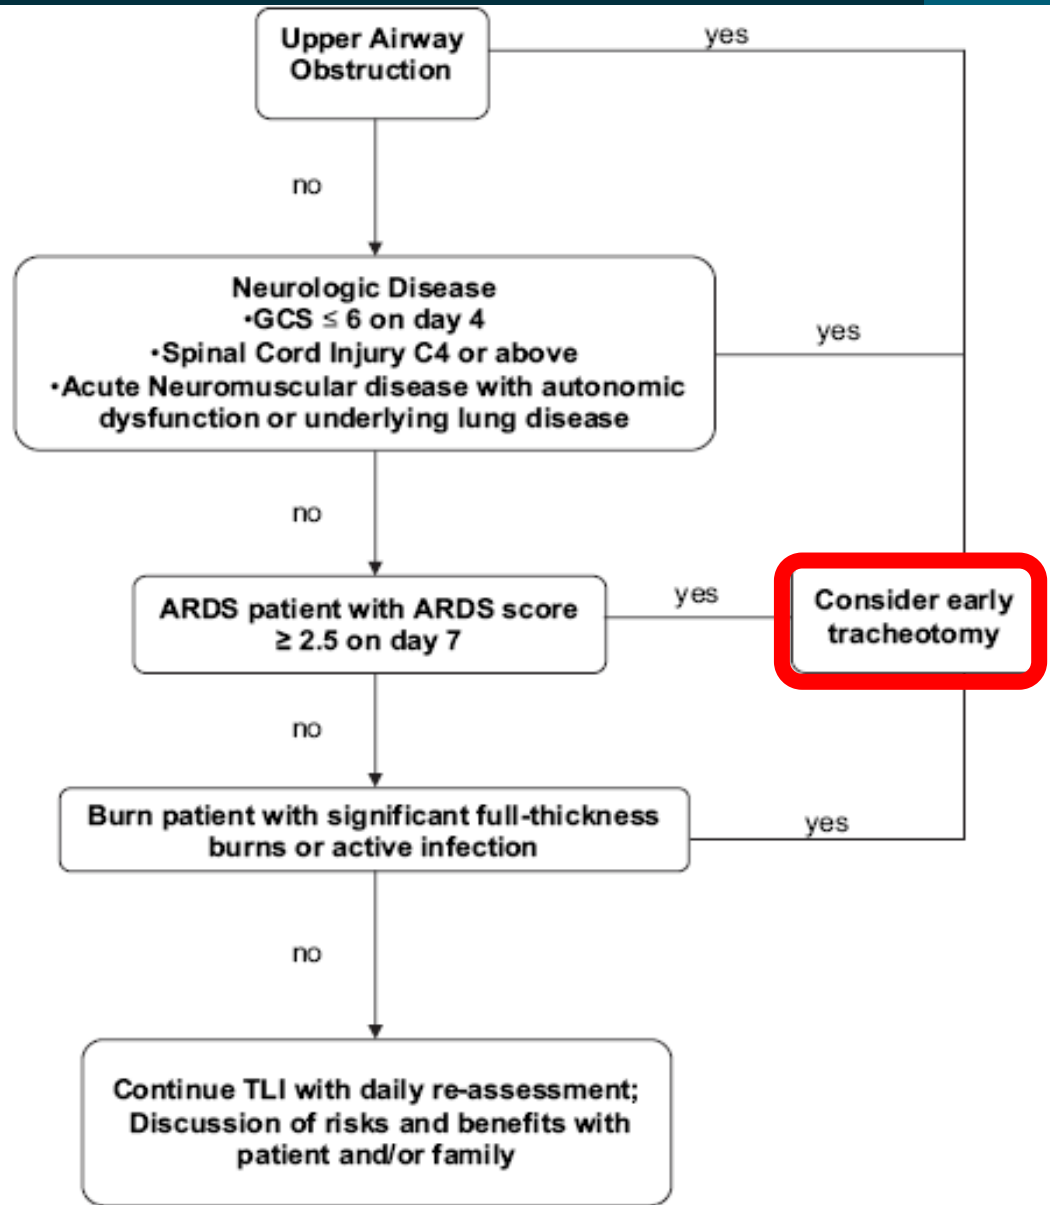 Upper Airway
Obstruction
yes
no
Neurologic Disease
•GCS ≤ 6 on day 4
•Spinal Cord Injury C4 or above
•Acute Neuromuscular disease with autonomic
dysfunction or underlying lung disease
yes
no
ARDS patient with ARDS score
≥ 2.5 on day 7
yes
Consider early
tracheotomy
no
Burn patient with significant full-thickness
burns or active infection
yes
no
Continue TLI with daily re-assessment;
Discussion of risks and benefits with
patient and/or family